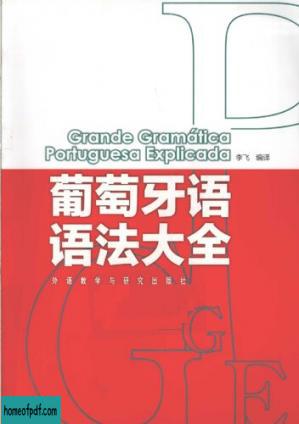 Grande Gramática
Portuguesa Explicada
李飞 编译
葡萄牙语
语法大全
外语教学与研究出版社
D
G
G
G
E
homeofpdf.com